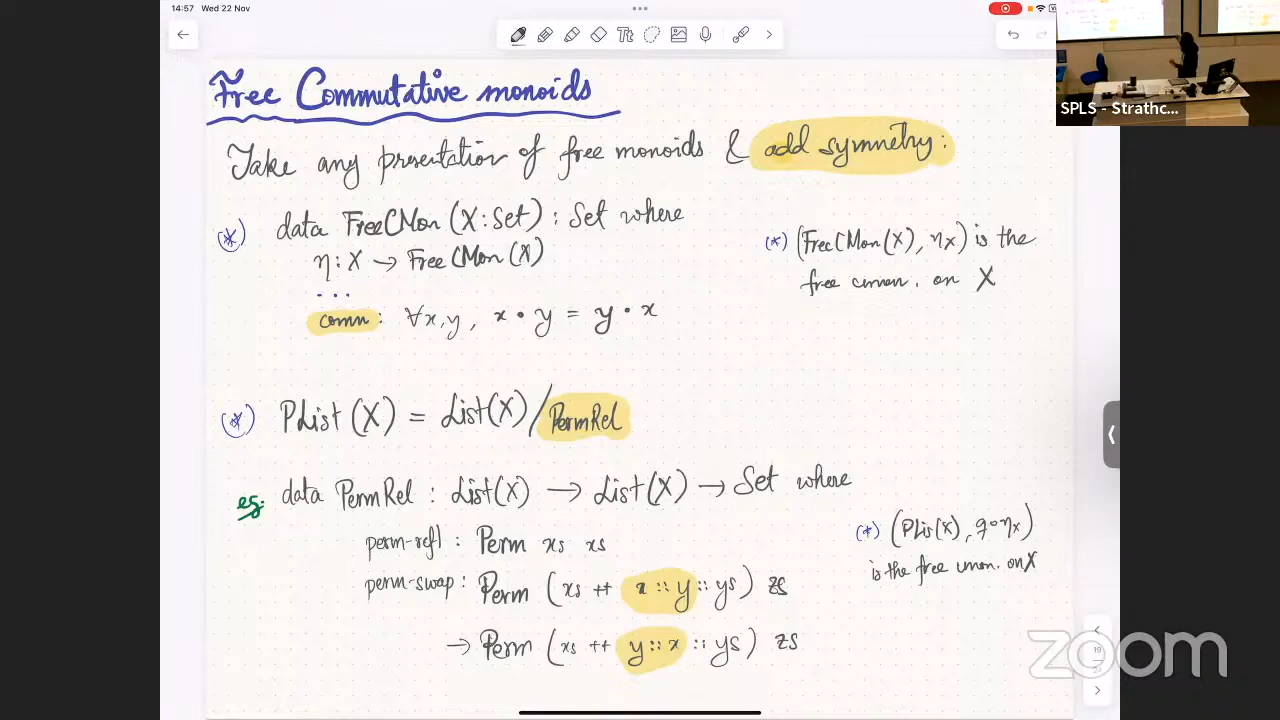 14:57 Wed 22 Nov
Free Commutative monoids
Take any presentation of free monoids & add symmetry:
(*) data FreeCMon (X : Set) : Set where
η : X → FreeCMon (X)
...
comm : ∀x,y, x • y = y • x
(*) (FreeCMon(X), ηx) is the
free cmon. on X
(*) PList (X) = List(X)/PermRel
eg. data PermRel : List(X) → List(X) → Set where
perm-refl : Perm xs xs
perm-swap : Perm (xs ++ x :: y :: ys) zs
→ Perm (xs ++ y :: x :: ys) zs
(*) (PLis(X), q∘ηx)
is the free cmon. on X
SPLS - Strathc...
19
24
zoom